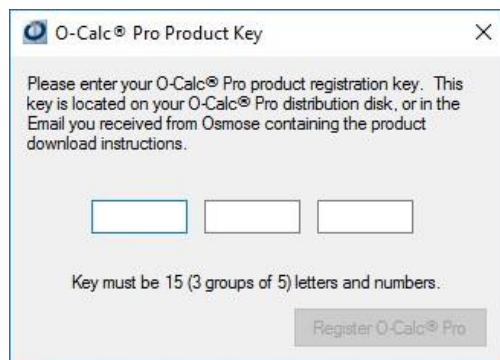 O-Calc® Pro Product Key
Please enter your O-Calc® Pro product registration key. This
key is located on your O-Calc® Pro distribution disk, or in the
Email you received from Osmose containing the product
download instructions.
Key must be 15 (3 groups of 5) letters and numbers.
Register O-Calc® Pro